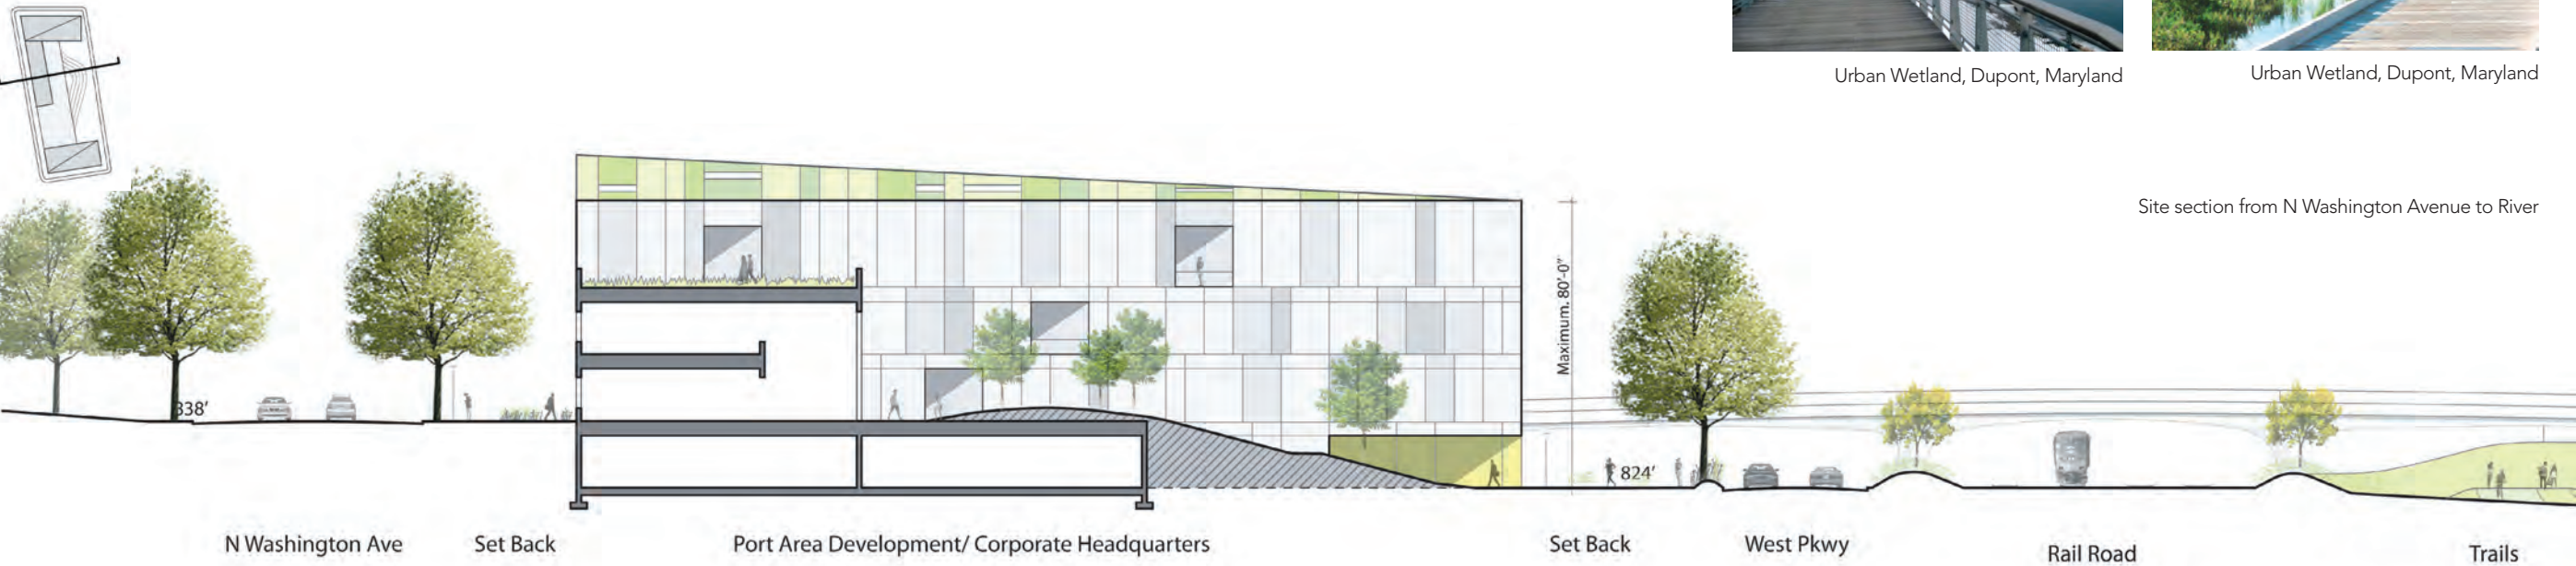 Urban Wetland, Dupont, Maryland
Urban Wetland, Dupont, Maryland
Site section from N Washington Avenue to River
Maximum. 80'-0"
838'
824'
N Washington Ave
Set Back
Port Area Development/ Corporate Headquarters
Set Back
West Pkwy
Rail Road
Trails